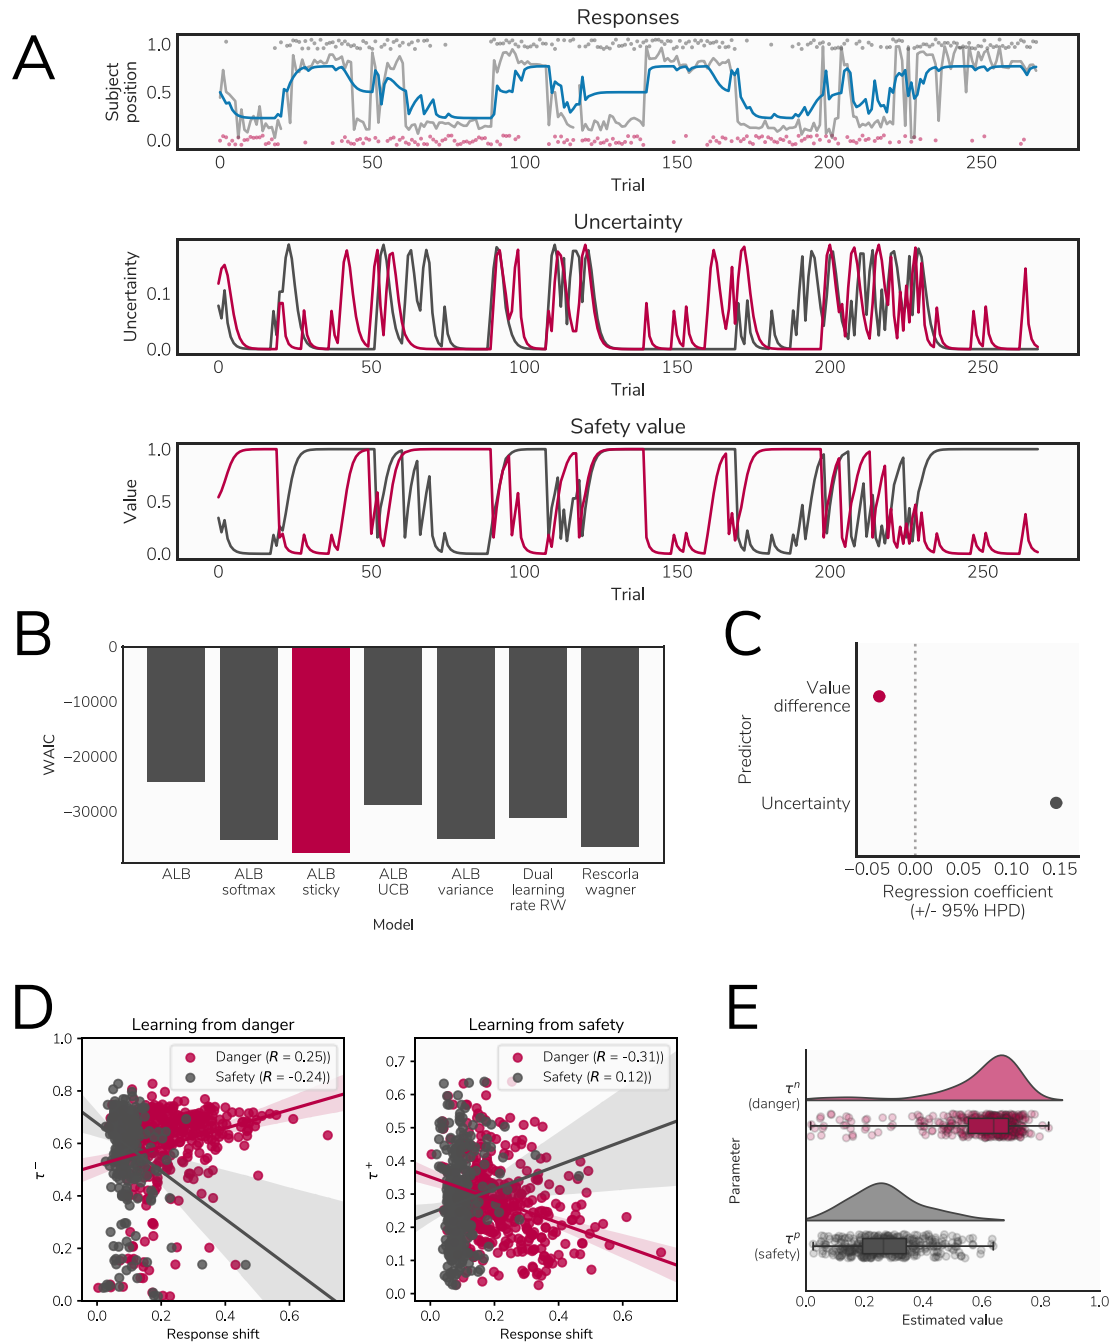 A
Responses
Subject
position
1.0
0.5
0.0
0 50 100 150 200 250
Trial
Uncertainty
Uncertainty
0.1
0.0
0 50 100 150 200 250
Trial
Safety value
Value
1.0
0.5
0.0
0 50 100 150 200 250
Trial
B
WAIC
0
−10000
−20000
−30000
ALB
ALB
softmax
ALB
sticky
ALB
UCB
ALB
variance
Dual
learning
rate RW
Rescorla
wagner
Model
C
Predictor
Value
difference
Uncertainty
−0.05 0.00 0.05 0.10 0.15
Regression coefficient
(+/- 95% HPD)
D
Learning from danger
Danger (R = 0.25))
Safety (R = -0.24))
τ−
1.0
0.8
0.6
0.4
0.2
0.0
0.0 0.2 0.4 0.6
Response shift
Learning from safety
Danger (R = -0.31))
Safety (R = 0.12))
τ+
0.7
0.6
0.5
0.4
0.3
0.2
0.1
0.0
0.0 0.2 0.4 0.6
Response shift
E
Parameter
τn
(danger)
τp
(safety)
0.0 0.2 0.4 0.6 0.8 1.0
Estimated value